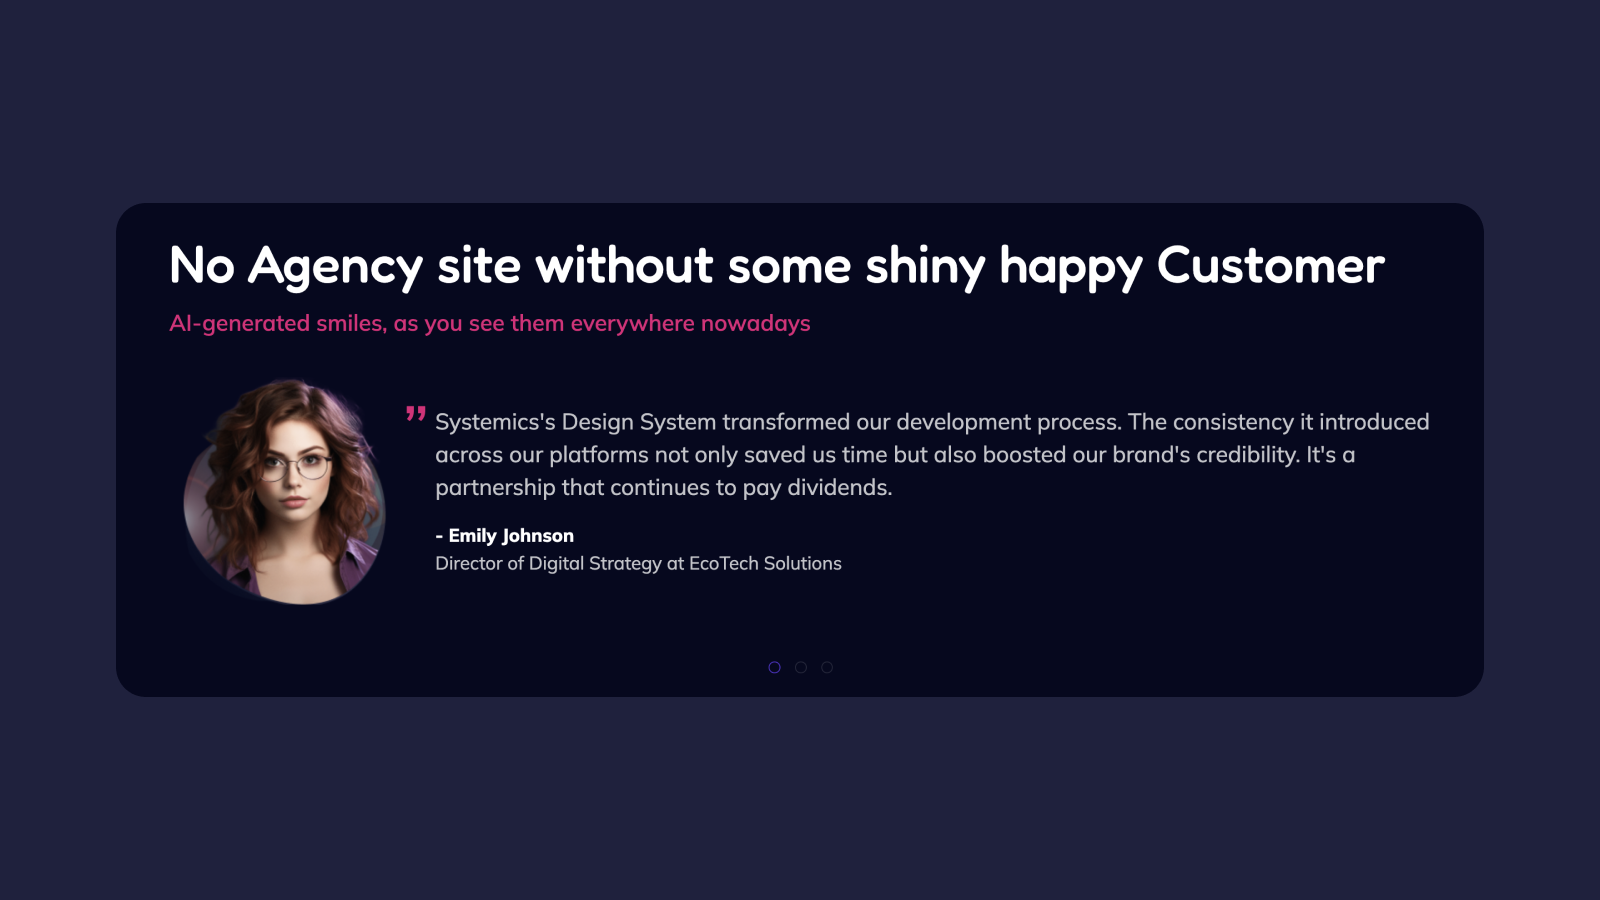 No Agency site without some shiny happy Customer
AI-generated smiles, as you see them everywhere nowadays
” Systemics's Design System transformed our development process. The consistency it introduced
across our platforms not only saved us time but also boosted our brand's credibility. It's a
partnership that continues to pay dividends.
- Emily Johnson
Director of Digital Strategy at EcoTech Solutions